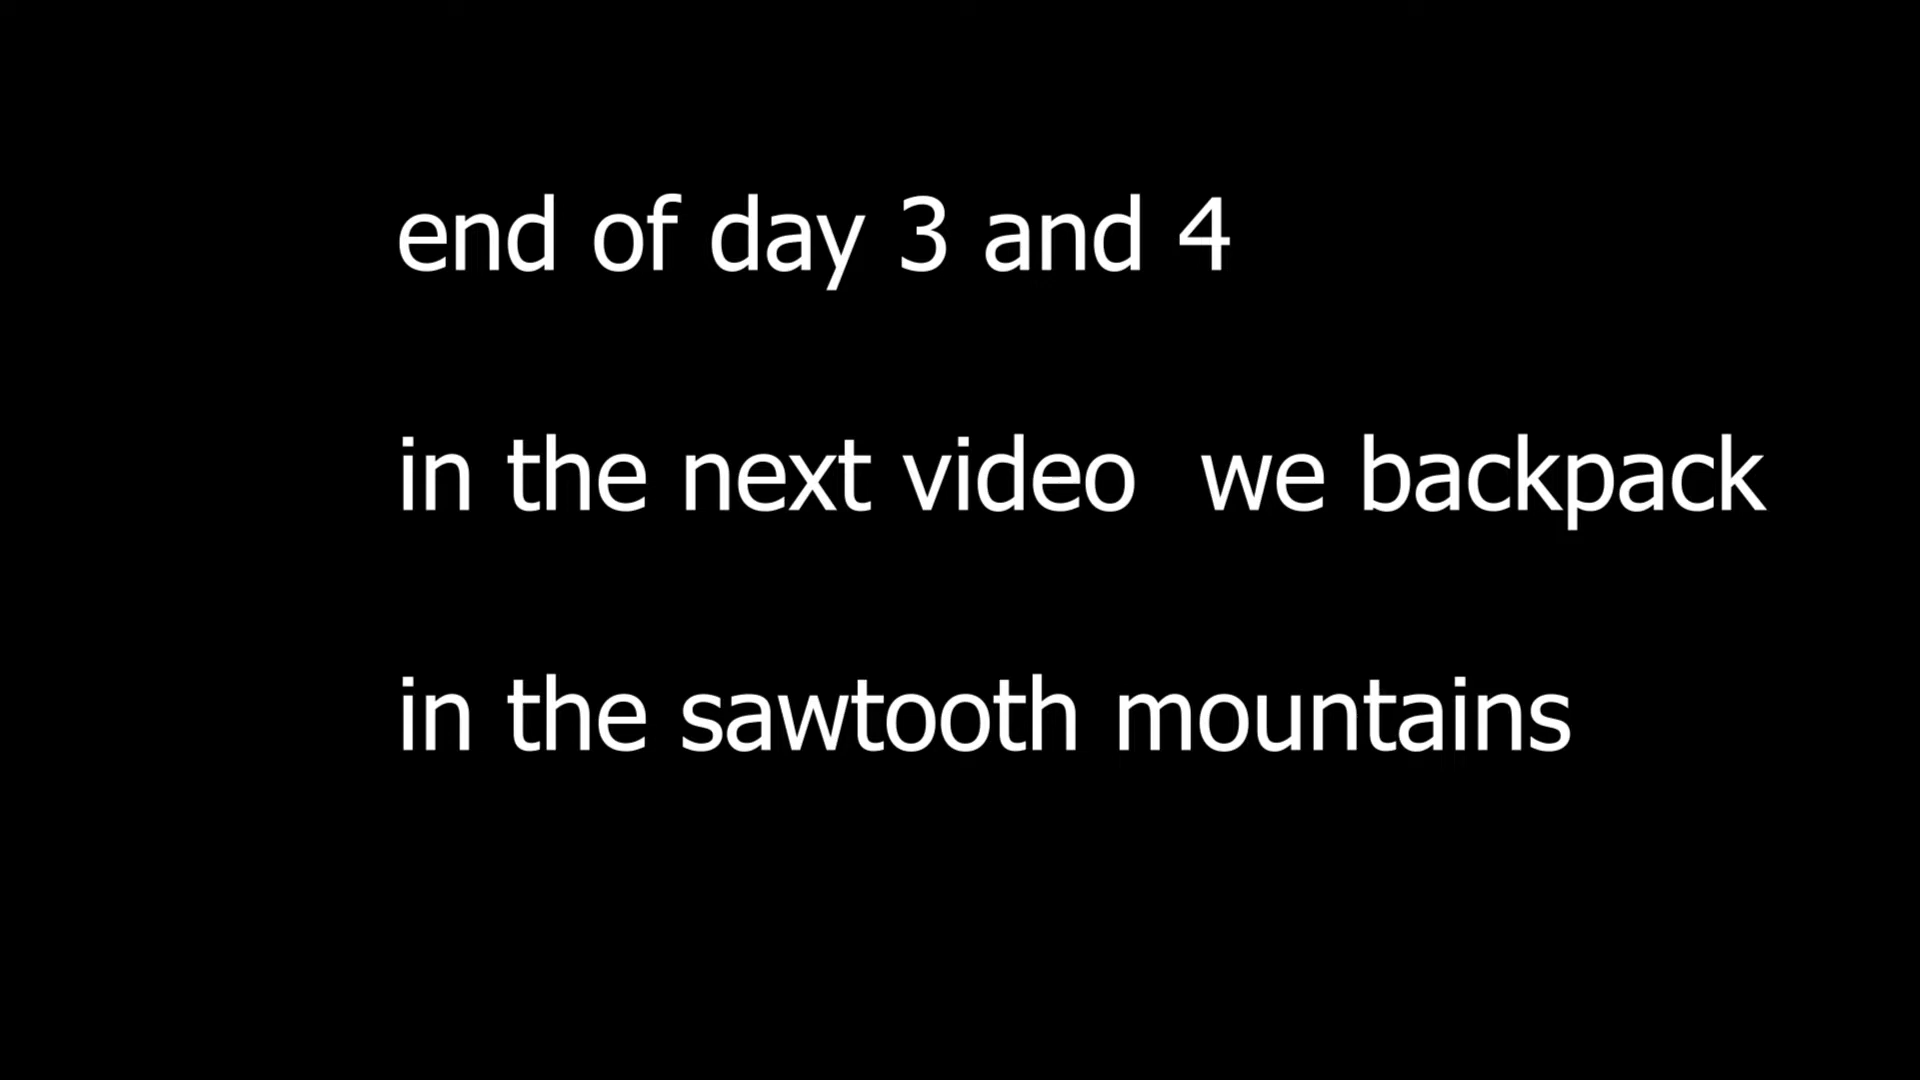 end of day 3 and 4
in the next video  we backpack
in the sawtooth mountains